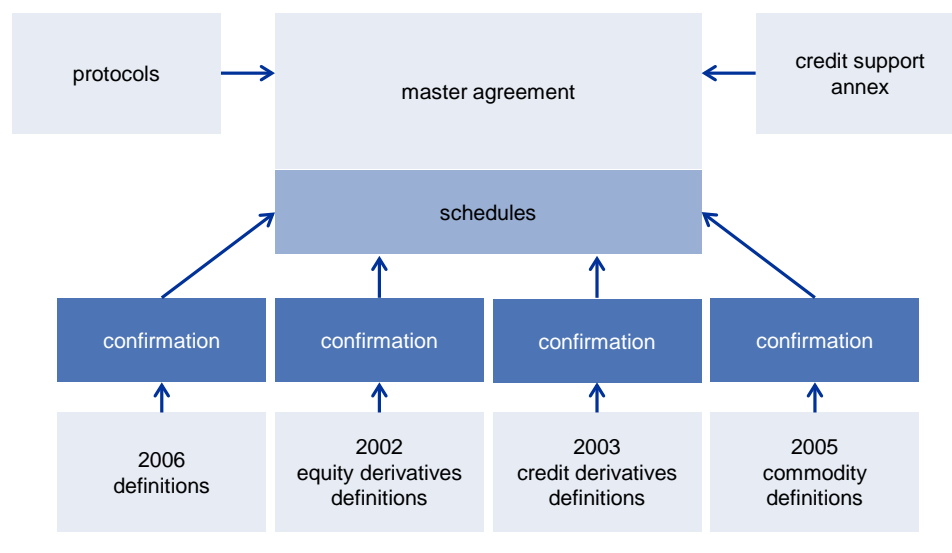 protocols
master agreement
credit support
annex
schedules
confirmation
confirmation
confirmation
confirmation
2006
definitions
2002
equity derivatives
definitions
2003
credit derivatives
definitions
2005
commodity
definitions